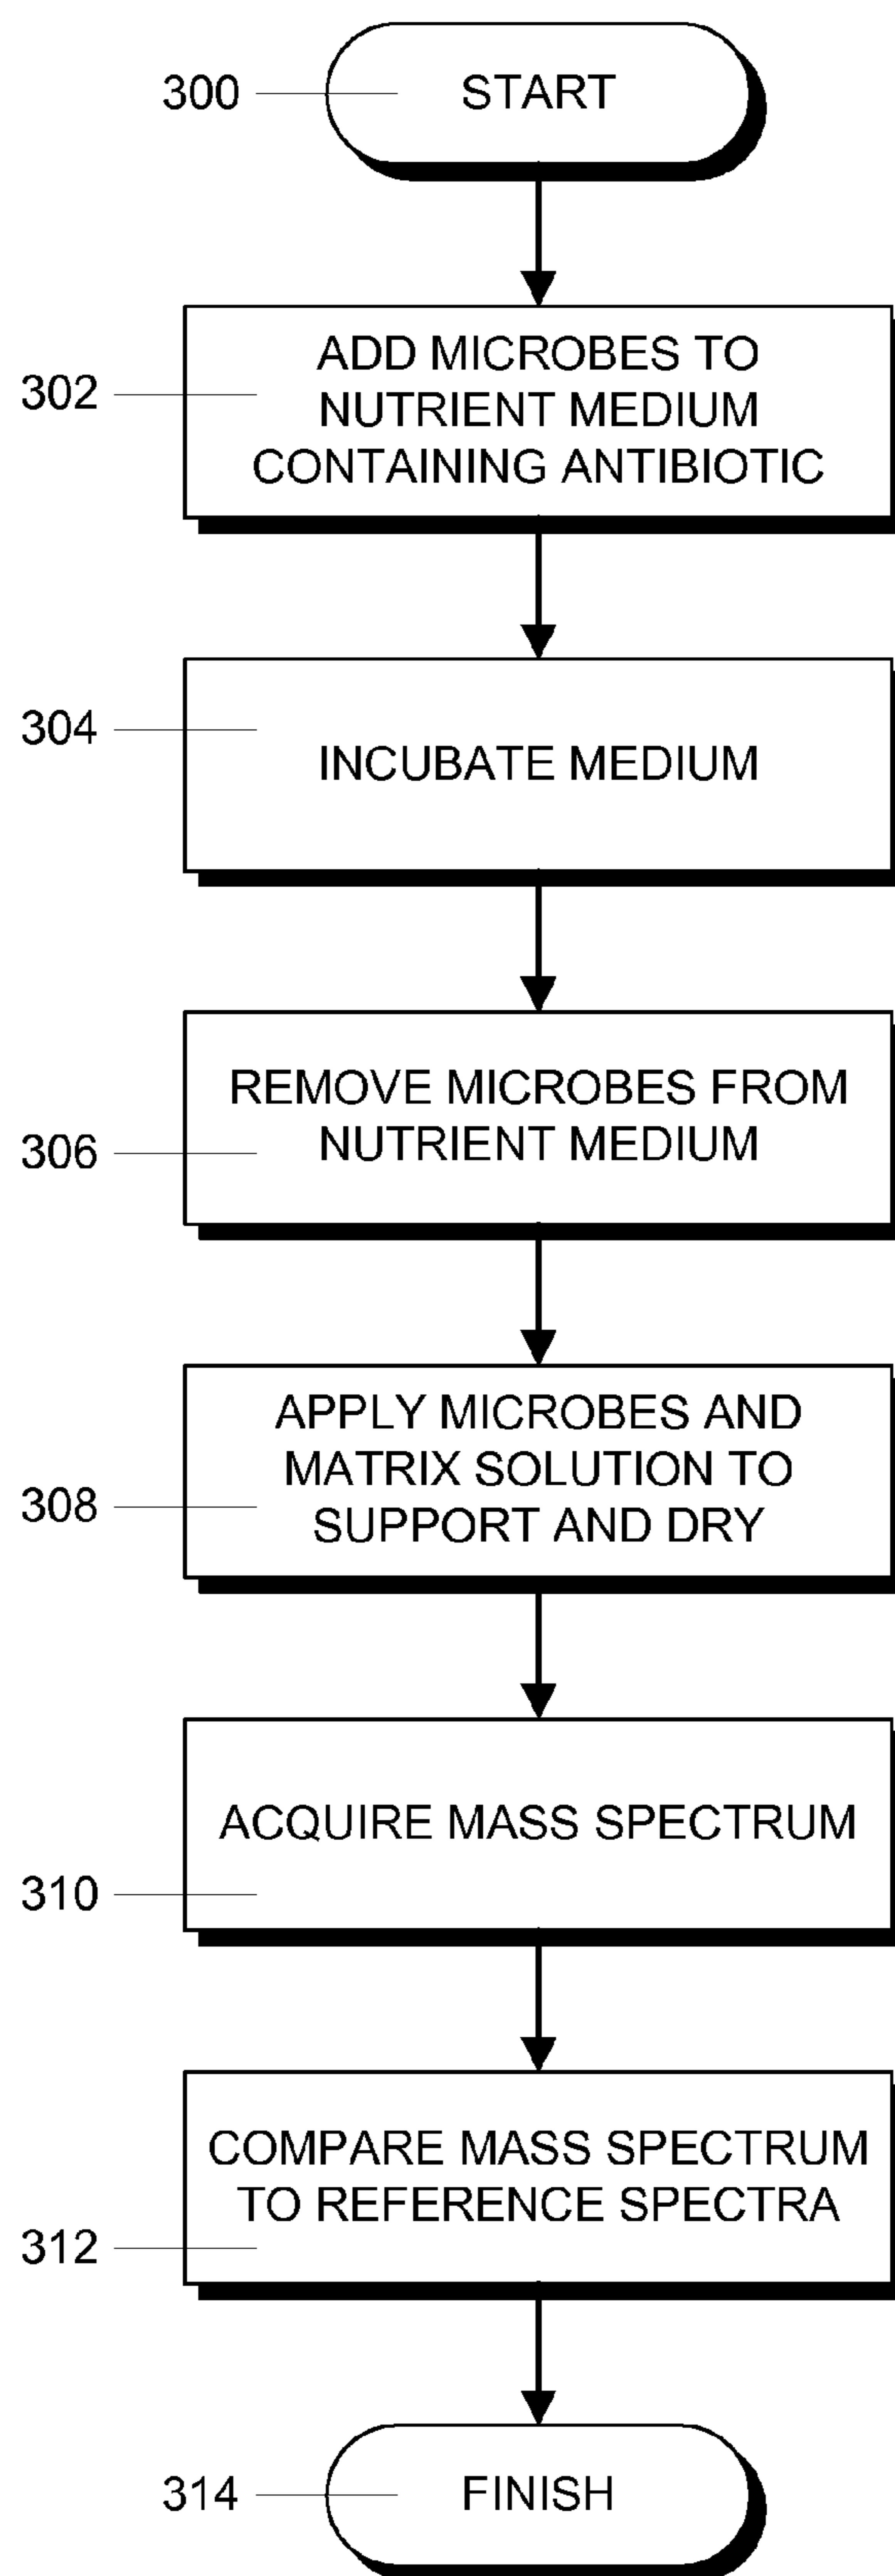 300
START
302
ADD MICROBES TO
NUTRIENT MEDIUM
CONTAINING ANTIBIOTIC
304
INCUBATE MEDIUM
306
REMOVE MICROBES FROM
NUTRIENT MEDIUM
308
APPLY MICROBES AND
MATRIX SOLUTION TO
SUPPORT AND DRY
310
ACQUIRE MASS SPECTRUM
312
COMPARE MASS SPECTRUM
TO REFERENCE SPECTRA
314
FINISH